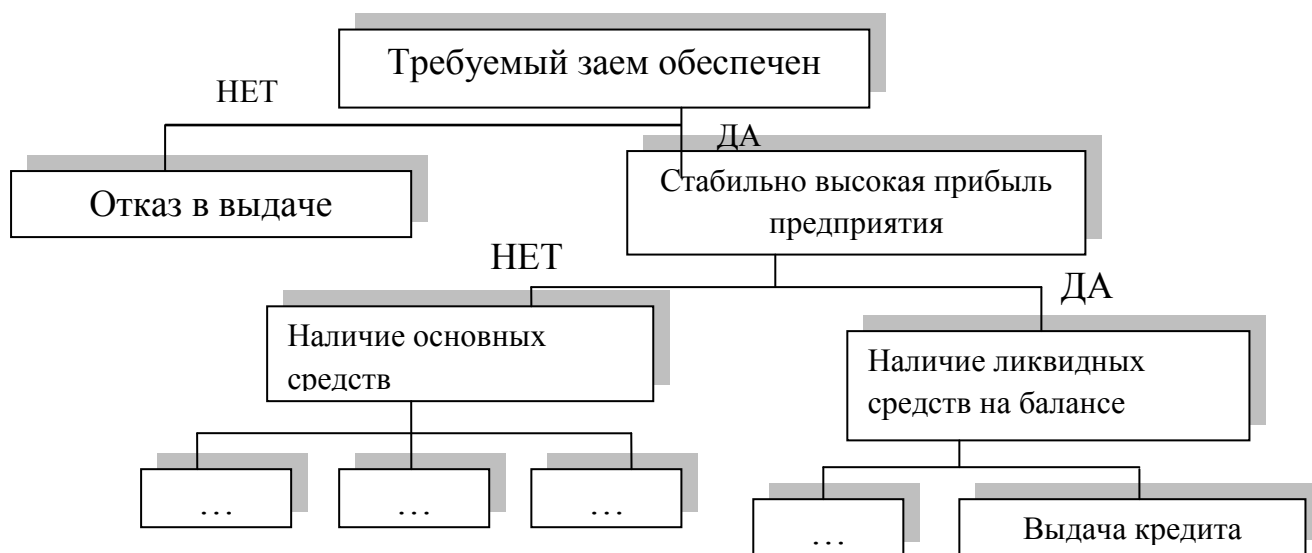 Требуемый заем обеспечен
НЕТ
ДА
Отказ в выдаче
Стабильно высокая прибыль
предприятия
НЕТ
ДА
Наличие основных
средств
Наличие ликвидных
средств на балансе
…
…
…
…
Выдача кредита